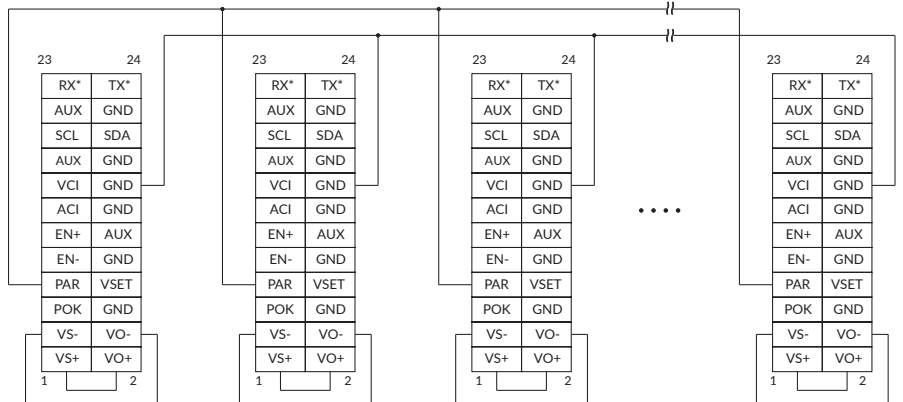 23 24 23 24 23 24 23 24
RX* TX* RX* TX* RX* TX* RX* TX*
AUX GND AUX GND AUX GND AUX GND
SCL SDA SCL SDA SCL SDA SCL SDA
AUX GND AUX GND AUX GND AUX GND
VCI GND VCI GND VCI GND VCI GND
ACI GND ACI GND ACI GND ACI GND
EN+ AUX EN+ AUX EN+ AUX EN+ AUX
EN- GND EN- GND EN- GND EN- GND
PAR VSET PAR VSET PAR VSET PAR VSET
POK GND POK GND POK GND POK GND
VS- VO- VS- VO- VS- VO- VS- VO-
VS+ VO+ VS+ VO+ VS+ VO+ VS+ VO+
1 2 1 2 1 2 1 2